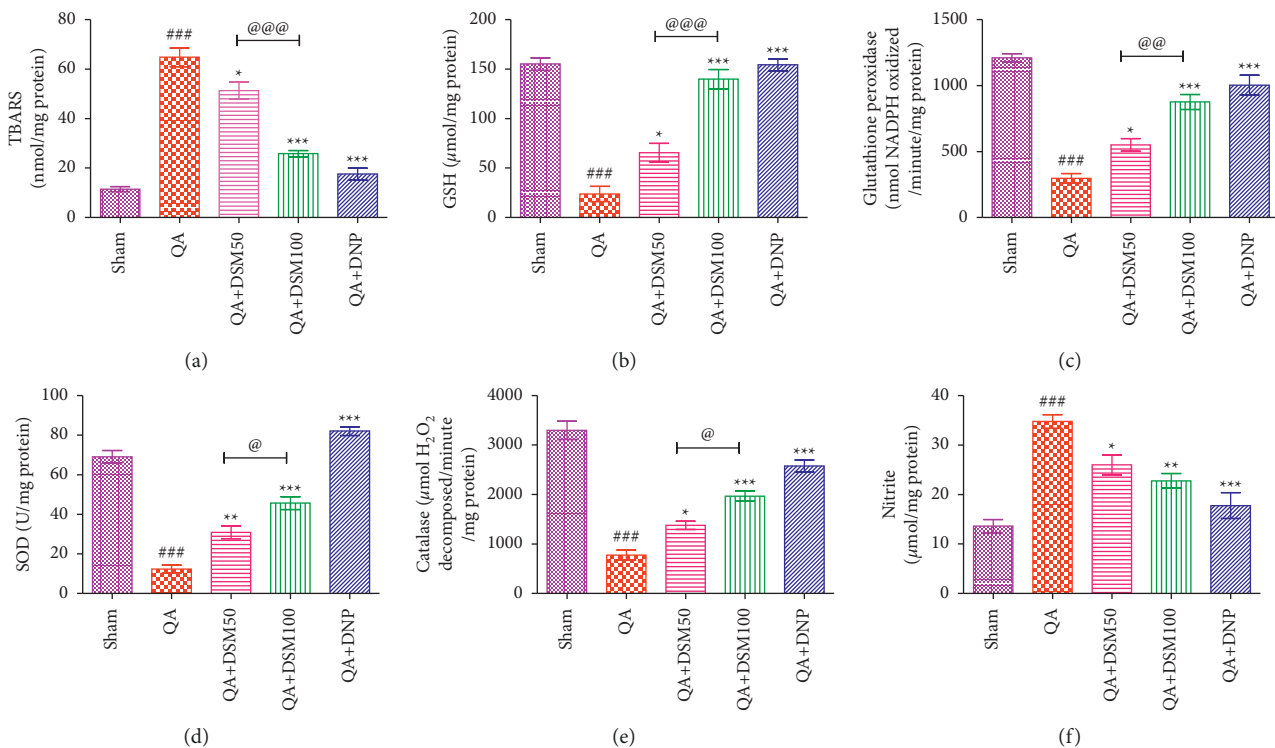 TBARS
(nmol/mg protein)
80
60
40
20
0
###
*
@@@
***
***
Sham
QA
QA+DSM50
QA+DSM100
QA+DNP
(a)
GSH (μmol/mg protein)
200
150
100
50
0
###
*
@@@
***
***
Sham
QA
QA+DSM50
QA+DSM100
QA+DNP
(b)
Glutathione peroxidase
(nmol NADPH oxidized
/minute/mg protein)
1500
1000
500
0
###
*
@@
***
***
Sham
QA
QA+DSM50
QA+DSM100
QA+DNP
(c)
SOD (U/mg protein)
100
80
60
40
20
0
###
**
@
***
***
Sham
QA
QA+DSM50
QA+DSM100
QA+DNP
(d)
Catalase (μmol H₂O₂
decomposed/minute
/mg protein)
4000
3000
2000
1000
0
###
*
@
***
***
Sham
QA
QA+DSM50
QA+DSM100
QA+DNP
(e)
Nitrite
(μmol/mg protein)
40
30
20
10
0
###
*
**
***
Sham
QA
QA+DSM50
QA+DSM100
QA+DNP
(f)